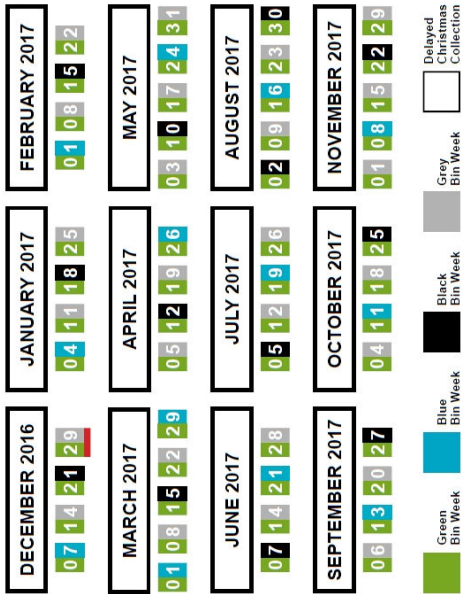 DECEMBER 2016
07 14 21 29
JANUARY 2017
04 11 18 25
FEBRUARY 2017
01 08 15 22
MARCH 2017
01 08 15 22 29
APRIL 2017
05 12 19 26
MAY 2017
03 10 17 24 31
JUNE 2017
07 14 21 28
JULY 2017
05 12 19 26
AUGUST 2017
02 09 16 23 30
SEPTEMBER 2017
06 13 20 27
OCTOBER 2017
04 11 18 25
NOVEMBER 2017
01 08 15 22 29
Green
Bin Week
Blue
Bin Week
Black
Bin Week
Grey
Bin Week
Delayed
Christmas
Collection